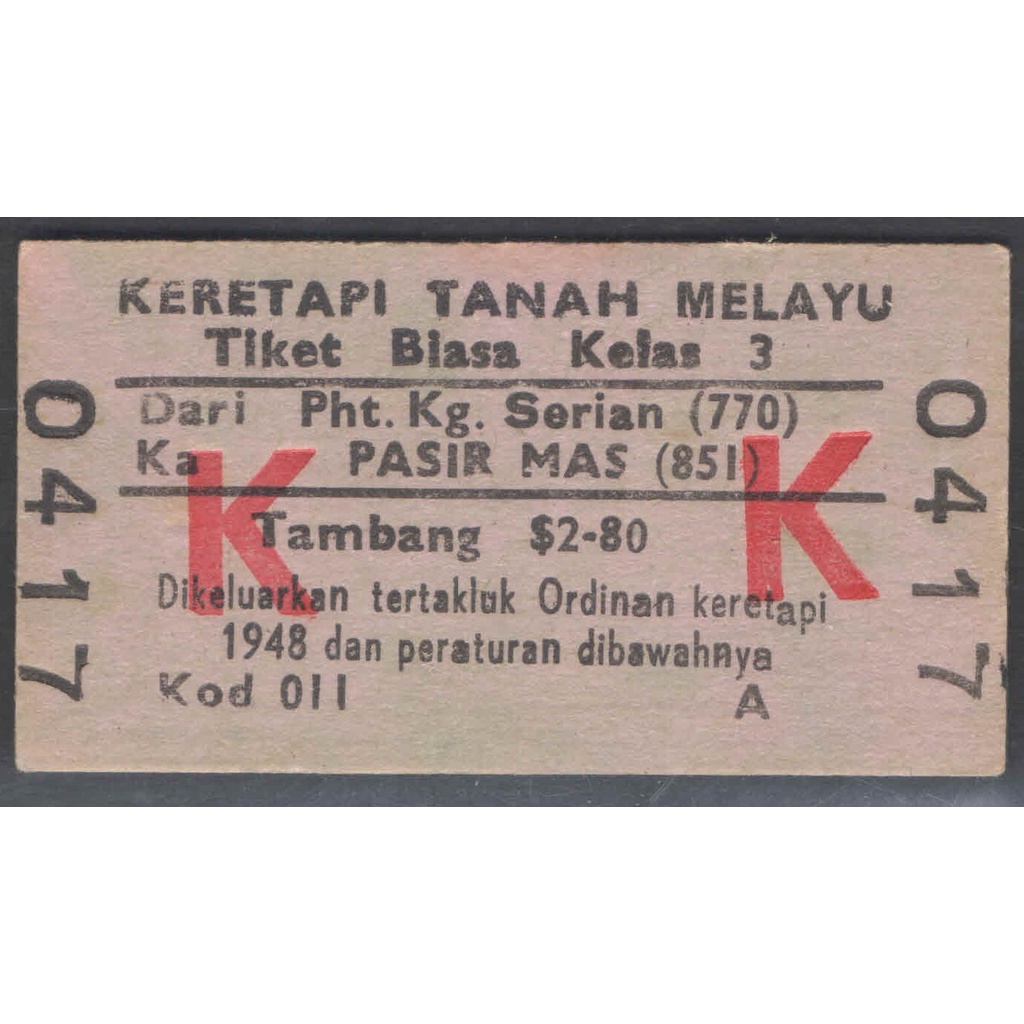 KERETAPI TANAH MELAYU
Tiket Biasa Kelas 3
Dari Pht. Kg. Serian (770)
Ka PASIR MAS (851)
K K
Tambang $2-80
Dikeluarkan tertakluk Ordinan keretapi
1948 dan peraturan dibawahnya
Kod 011 A
0417
0417